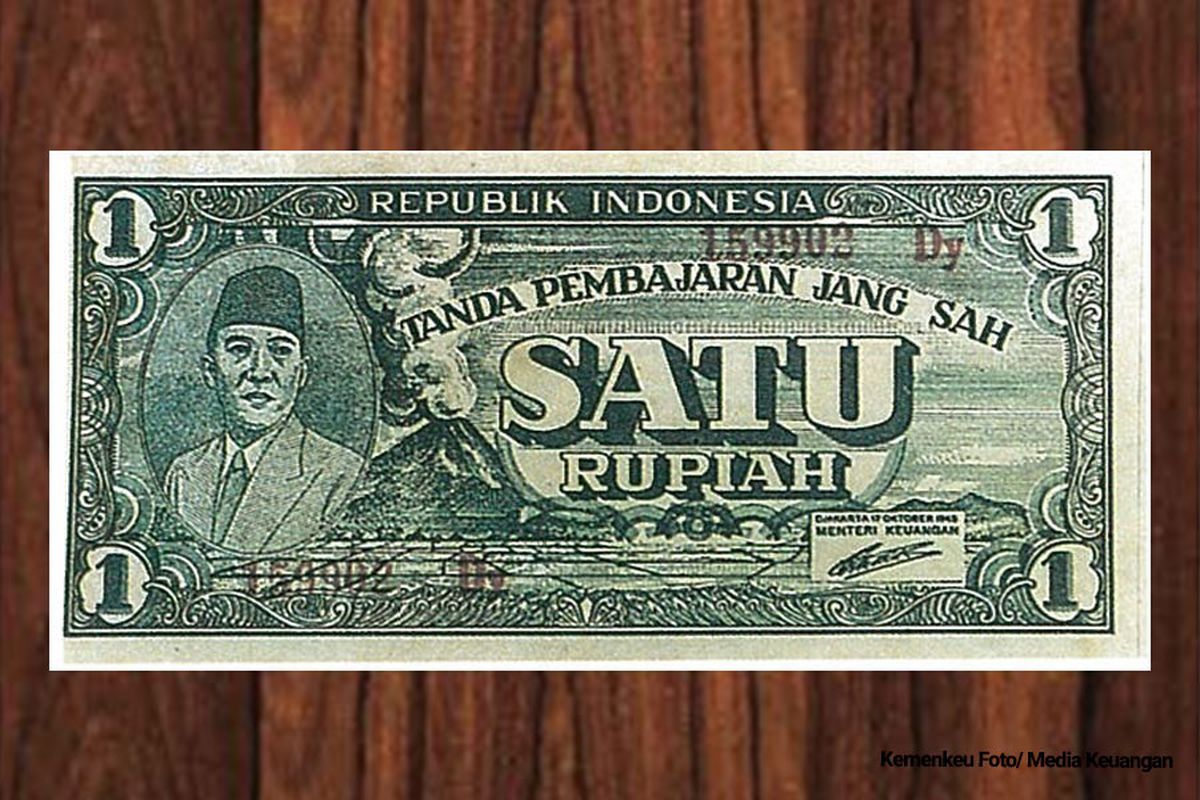 1 REPUBLIK INDONESIA 1
159902 Dy
TANDA PEMBAJARAN JANG SAH
SATU
RUPIAH
DJAKARTA 17 OKTOBER 1945
MENTERI KEUANGAN
159902 Dy
1 1
Kemenkeu Foto/ Media Keuangan